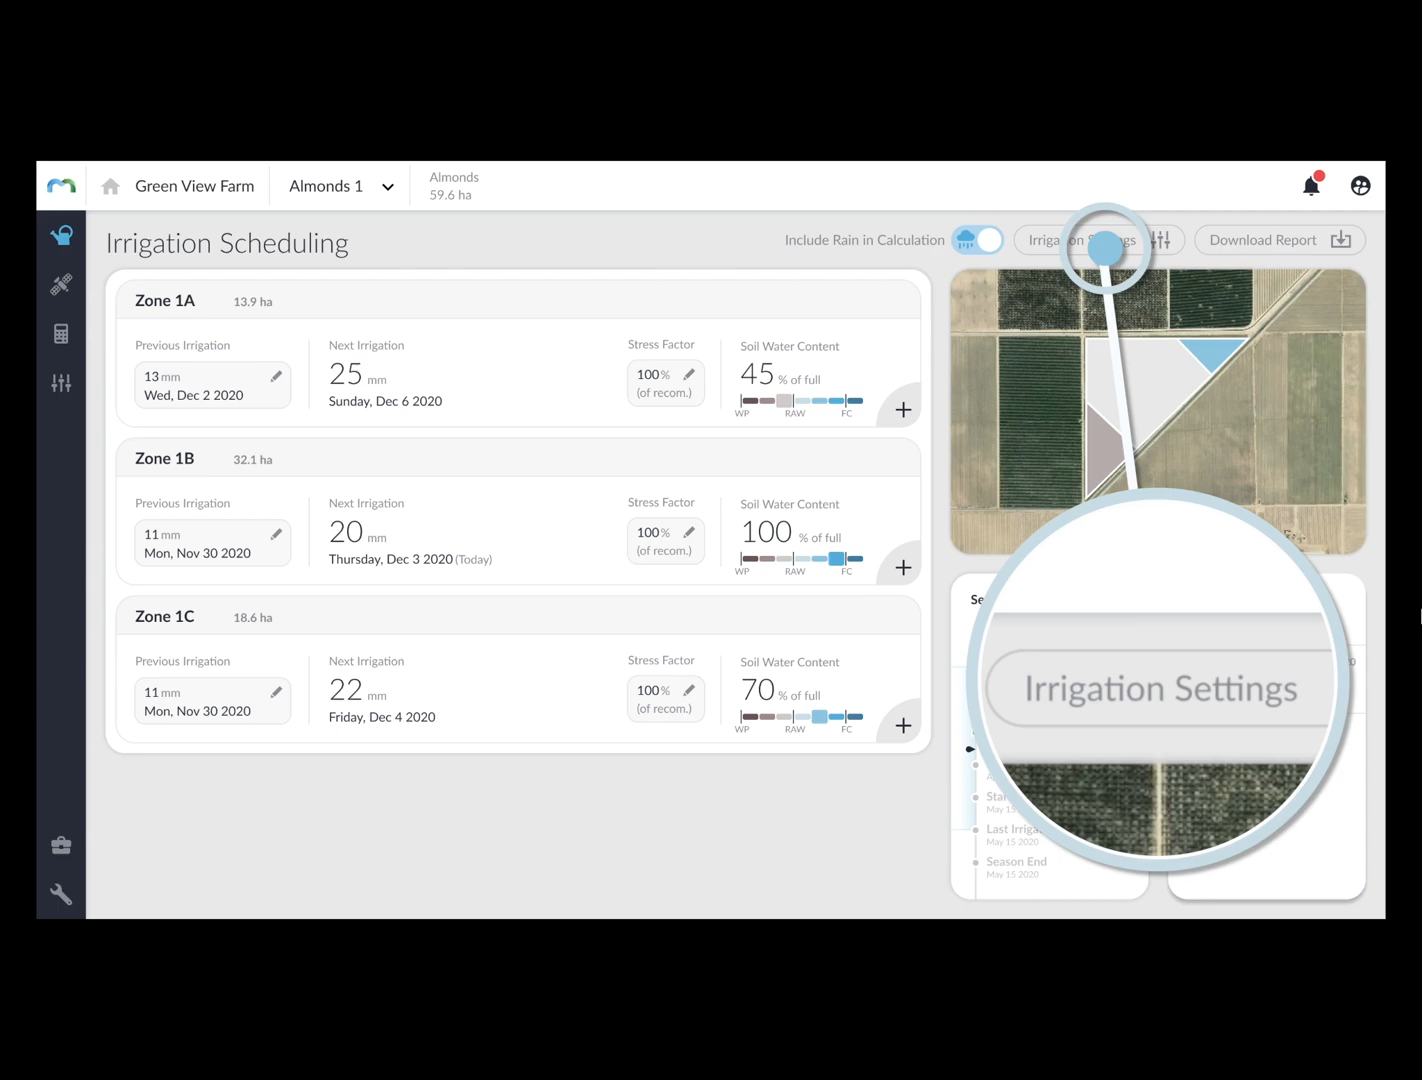 Green View Farm
Almonds 1
Almonds
59.6 ha
Irrigation Scheduling
Include Rain in Calculation
Download Report
Zone 1A
13.9 ha
Previous Irrigation
13 mm
Wed, Dec 2 2020
Next Irrigation
25 mm
Sunday, Dec 6 2020
Stress Factor
100 %
(of recom.)
Soil Water Content
45 % of full
WP RAW FC
Zone 1B
32.1 ha
Previous Irrigation
11 mm
Mon, Nov 30 2020
Next Irrigation
20 mm
Thursday, Dec 3 2020 (Today)
Stress Factor
100 %
(of recom.)
Soil Water Content
100 % of full
WP RAW FC
Zone 1C
18.6 ha
Previous Irrigation
11 mm
Mon, Nov 30 2020
Next Irrigation
22 mm
Friday, Dec 4 2020
Stress Factor
100 %
(of recom.)
Soil Water Content
70 % of full
WP RAW FC
Irrigation Settings
May 15
Last
May 15 2020
Season End
May 15 2020